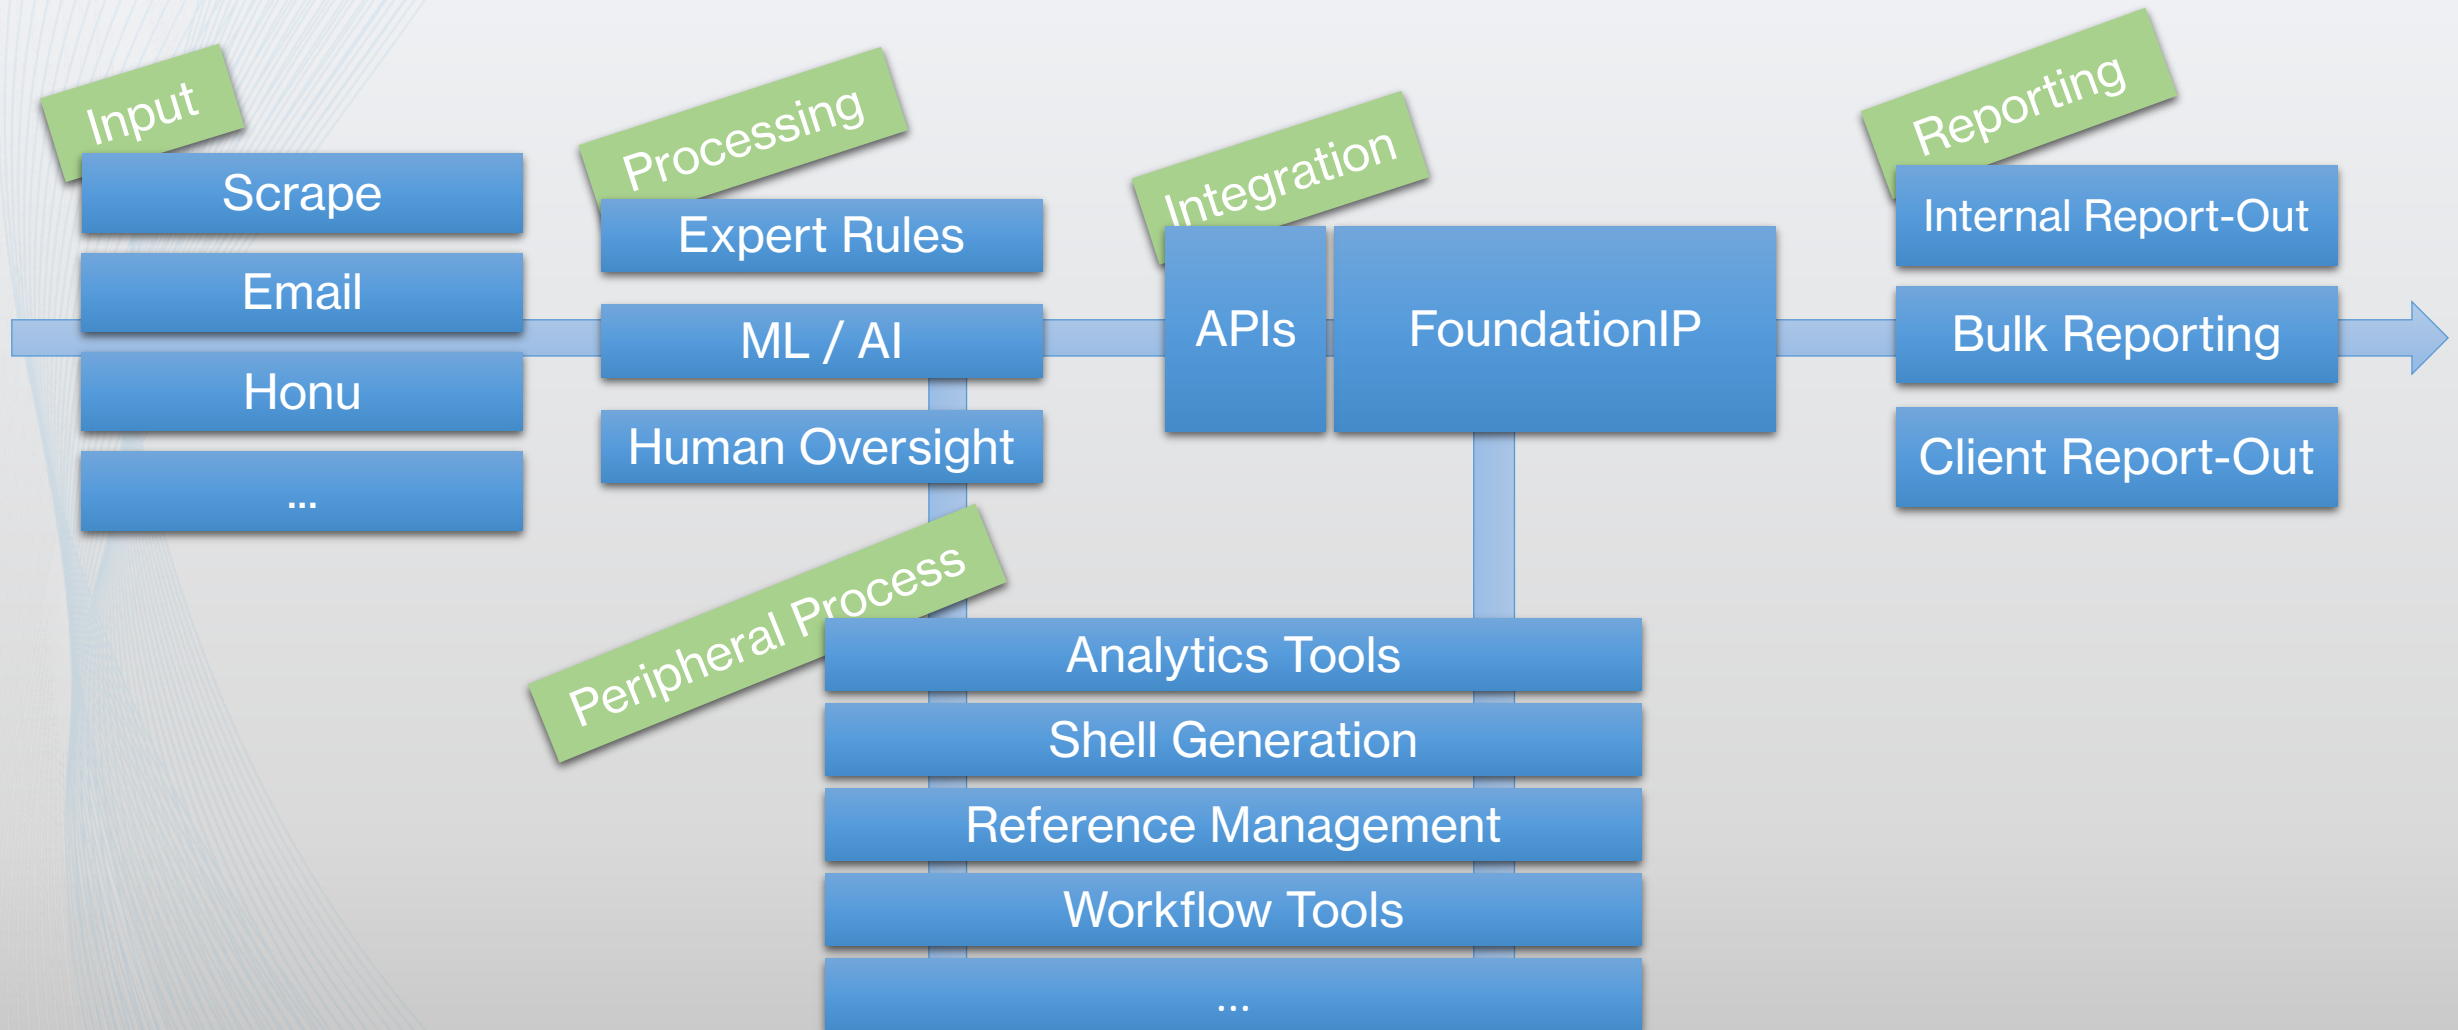 Input
Scrape
Email
Honu
...
Processing
Expert Rules
ML / AI
Human Oversight
Integration
APIs
FoundationIP
Reporting
Internal Report-Out
Bulk Reporting
Client Report-Out
Peripheral Process
Analytics Tools
Shell Generation
Reference Management
Workflow Tools
...